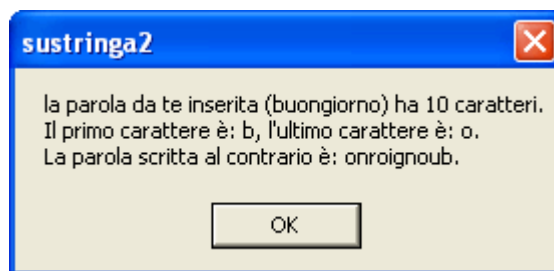 sustringa2
la parola da te inserita (buongiorno) ha 10 caratteri.
Il primo carattere è: b, l'ultimo carattere è: o.
La parola scritta al contrario è: onroignoub.
OK